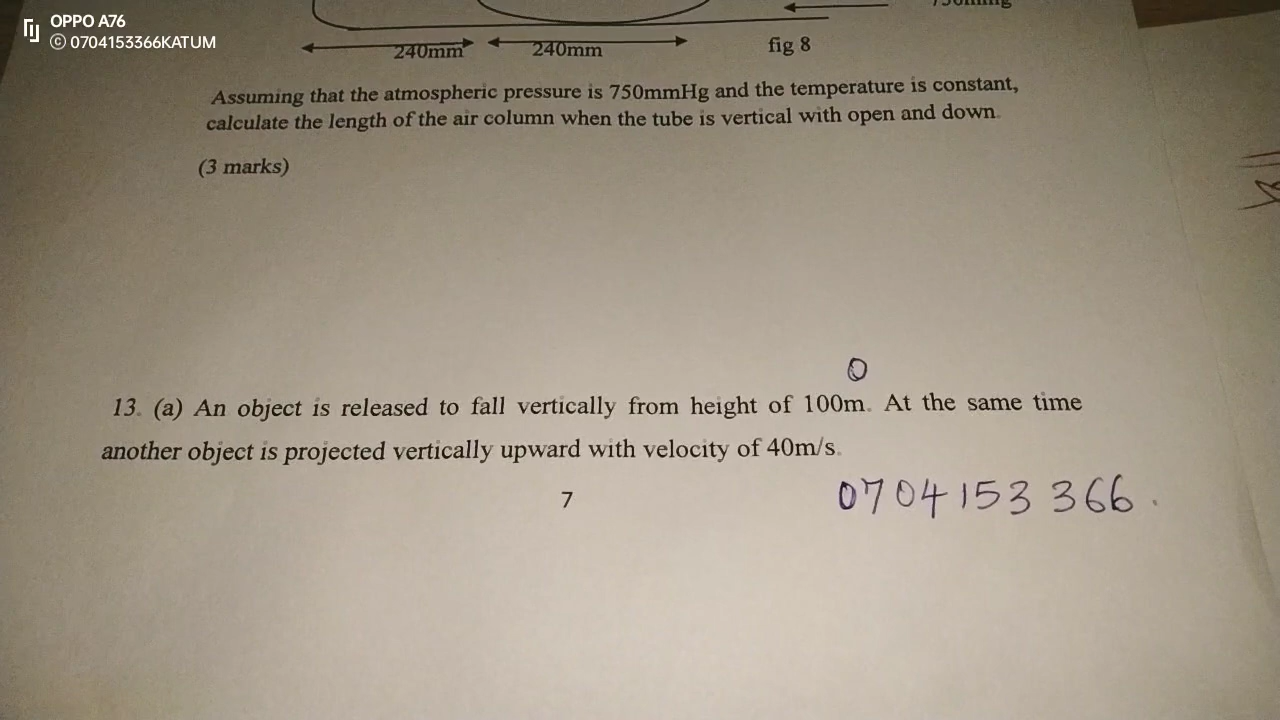 OPPO A76
© 0704153366KATUM
240mm 240mm fig 8
Assuming that the atmospheric pressure is 750mmHg and the temperature is constant,
calculate the length of the air column when the tube is vertical with open and down.
(3 marks)
0
13. (a) An object is released to fall vertically from height of 100m. At the same time
another object is projected vertically upward with velocity of 40m/s.
7 0704153 366.